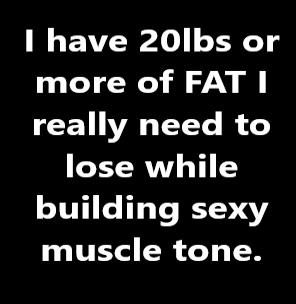 I have 20lbs or
more of FAT I
really need to
lose while
building sexy
muscle tone.